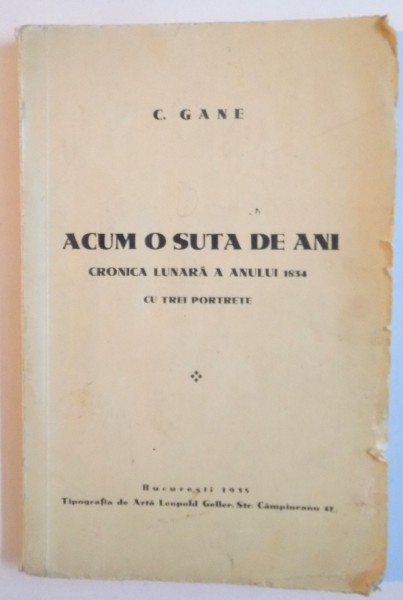 C. GANE
ACUM O SUTA DE ANI
CRONICA LUNARĂ A ANULUI 1834
CU TREI PORTRETE
Bucureşti 1935
Tipografia de Artă Leopold Geller, Str. Câmpineanu 42